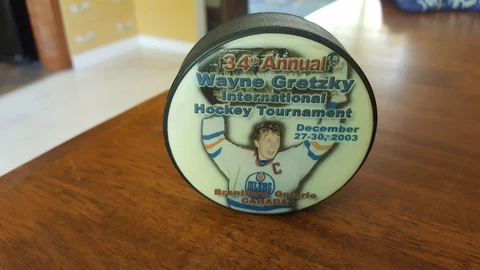 34th Annual
Wayne Gretzky
International
Hockey Tournament
December
27-30, 2003
C
OILERS
Brantford, Ontario
CANADA